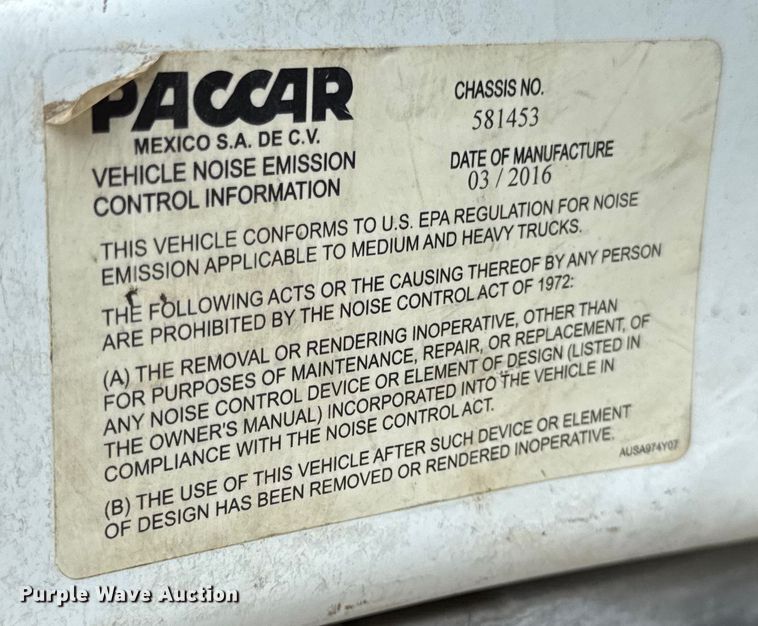 PACCAR
MEXICO S.A. DE C.V.
VEHICLE NOISE EMISSION
CONTROL INFORMATION
CHASSIS NO.
581453
DATE OF MANUFACTURE
03 / 2016
THIS VEHICLE CONFORMS TO U.S. EPA REGULATION FOR NOISE
EMISSION APPLICABLE TO MEDIUM AND HEAVY TRUCKS.
THE FOLLOWING ACTS OR THE CAUSING THEREOF BY ANY PERSON
ARE PROHIBITED BY THE NOISE CONTROL ACT OF 1972:
(A) THE REMOVAL OR RENDERING INOPERATIVE, OTHER THAN
FOR PURPOSES OF MAINTENANCE, REPAIR, OR REPLACEMENT, OF
ANY NOISE CONTROL DEVICE OR ELEMENT OF DESIGN (LISTED IN
THE OWNER'S MANUAL) INCORPORATED INTO THE VEHICLE IN
COMPLIANCE WITH THE NOISE CONTROL ACT.
(B) THE USE OF THIS VEHICLE AFTER SUCH DEVICE OR ELEMENT
OF DESIGN HAS BEEN REMOVED OR RENDERED INOPERATIVE.
AUSA974Y07
Purple Wave Auction